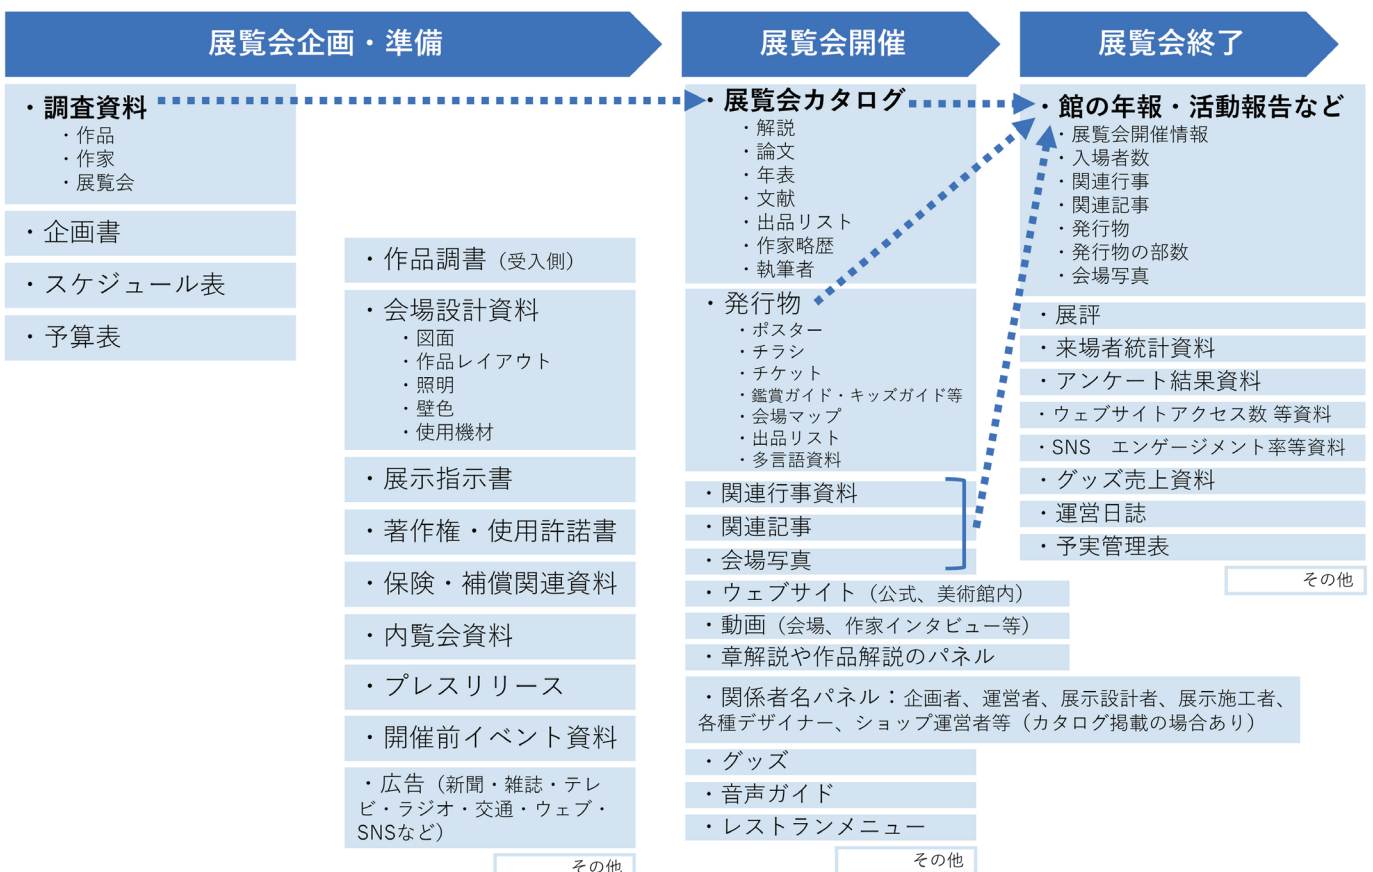 展覧会企画・準備
・調査資料
・作品
・作家
・展覧会
・企画書
・スケジュール表
・予算表
・作品調書（受入側）
・会場設計資料
・図面
・作品レイアウト
・照明
・壁色
・使用機材
・展示指示書
・著作権・使用許諾書
・保険・補償関連資料
・内覧会資料
・プレスリリース
・開催前イベント資料
・広告（新聞・雑誌・テレ
ビ・ラジオ・交通・ウェブ・
SNSなど）
その他
展覧会開催
・展覧会カタログ
・解説
・論文
・年表
・文献
・出品リスト
・作家略歴
・執筆者
・発行物
・ポスター
・チラシ
・チケット
・鑑賞ガイド・キッズガイド等
・会場マップ
・出品リスト
・多言語資料
・関連行事資料
・関連記事
・会場写真
・ウェブサイト（公式、美術館内）
・動画（会場、作家インタビュー等）
・章解説や作品解説のパネル
・関係者名パネル：企画者、運営者、展示設計者、展示施工者、
各種デザイナー、ショップ運営者等（カタログ掲載の場合あり）
・グッズ
・音声ガイド
・レストランメニュー
その他
展覧会終了
・館の年報・活動報告など
・展覧会開催情報
・入場者数
・関連行事
・関連記事
・発行物
・発行物の部数
・会場写真
・展評
・来場者統計資料
・アンケート結果資料
・ウェブサイトアクセス数 等資料
・SNS　エンゲージメント率等資料
・グッズ売上資料
・運営日誌
・予実管理表
その他